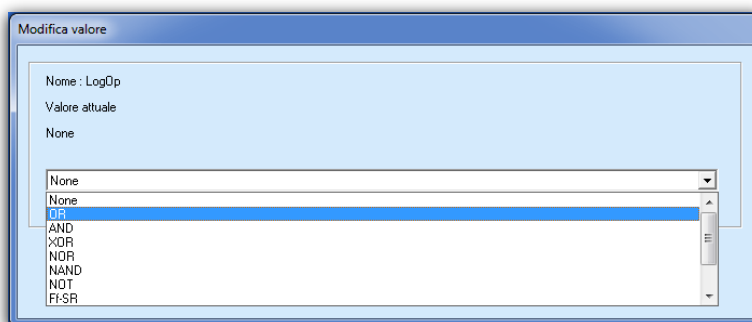 Modifica valore
Nome : LogOp
Valore attuale
None
None
None
OR
AND
XOR
NOR
NAND
NOT
Ff-SR